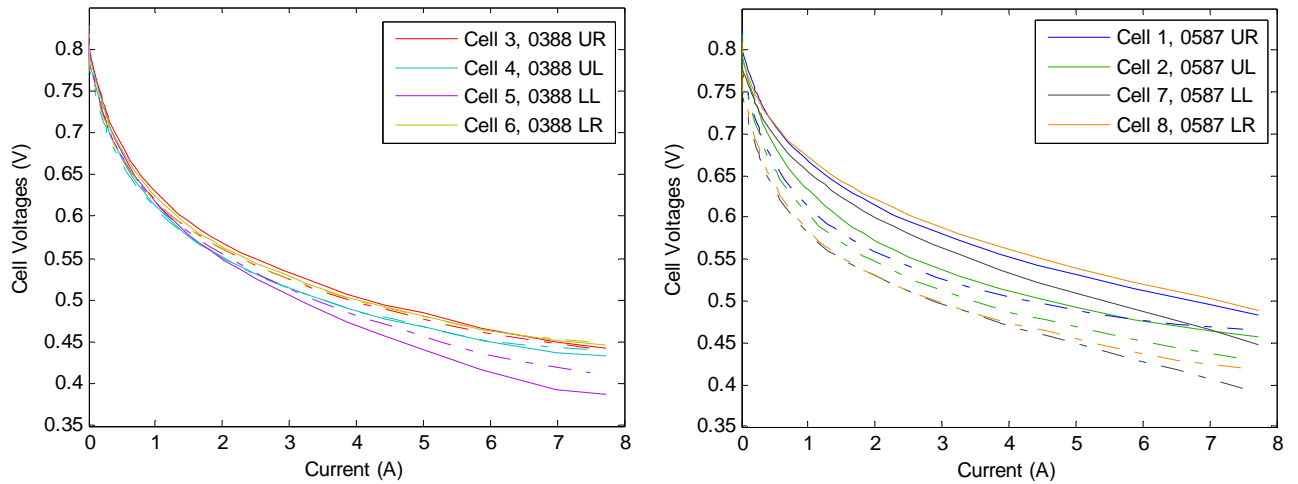 Cell Voltages (V)
0.8
0.75
0.7
0.65
0.6
0.55
0.5
0.45
0.4
0.35
0 1 2 3 4 5 6 7 8
Current (A)
Cell 3, 0388 UR
Cell 4, 0388 UL
Cell 5, 0388 LL
Cell 6, 0388 LR
Cell Voltages (V)
0.8
0.75
0.7
0.65
0.6
0.55
0.5
0.45
0.4
0.35
0 1 2 3 4 5 6 7 8
Current (A)
Cell 1, 0587 UR
Cell 2, 0587 UL
Cell 7, 0587 LL
Cell 8, 0587 LR